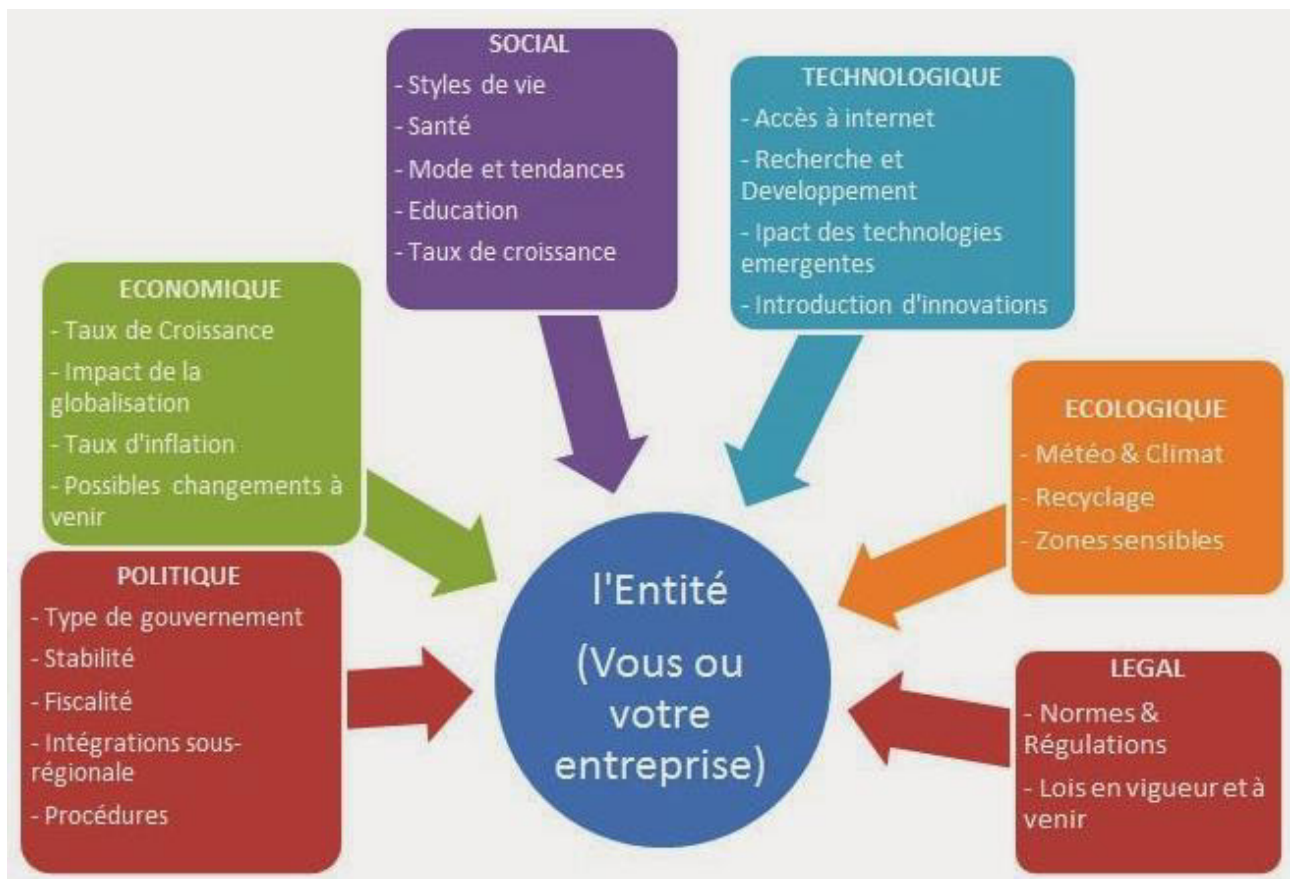 SOCIAL
- Styles de vie
- Santé
- Mode et tendances
- Education
- Taux de croissance
TECHNOLOGIQUE
- Accès à internet
- Recherche et
Developpement
- Ipact des technologies
emergentes
- Introduction d'innovations
ECONOMIQUE
- Taux de Croissance
- Impact de la
globalisation
- Taux d'inflation
- Possibles changements à
venir
ECOLOGIQUE
- Météo & Climat
- Recyclage
- Zones sensibles
POLITIQUE
- Type de gouvernement
- Stabilité
- Fiscalité
- Intégrations sous-
régionale
- Procédures
l'Entité
(Vous ou
votre
entreprise)
LEGAL
- Normes &
Régulations
- Lois en vigueur et à
venir